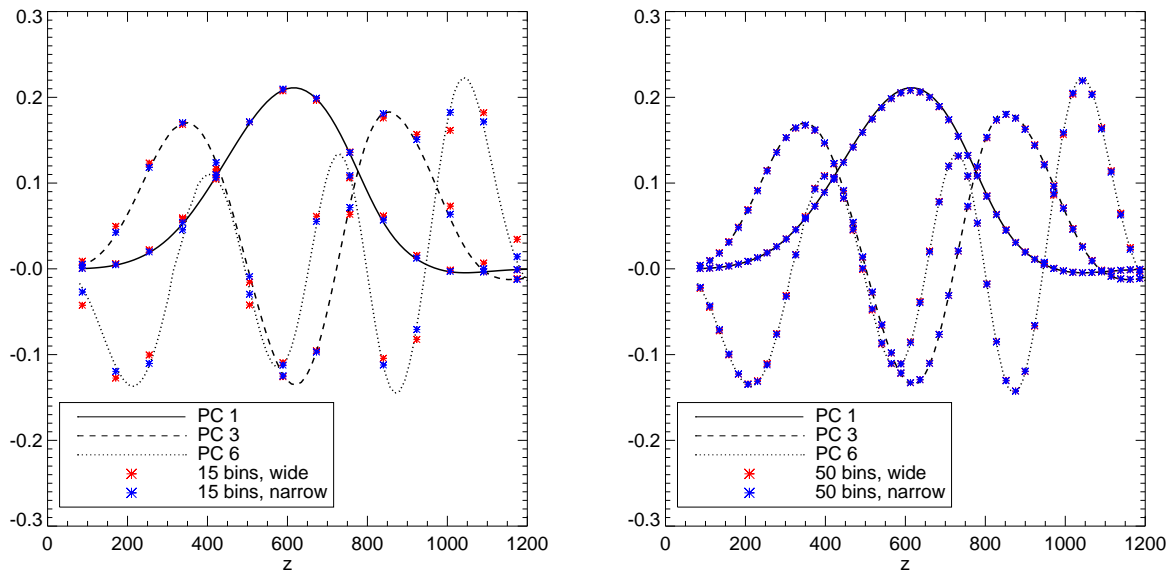 0.3
0.2
0.1
-0.0
-0.1
-0.2
-0.3
0 200 400 600 800 1000 1200
z
PC 1
PC 3
PC 6
15 bins, wide
15 bins, narrow
0.3
0.2
0.1
-0.0
-0.1
-0.2
-0.3
0 200 400 600 800 1000 1200
z
PC 1
PC 3
PC 6
50 bins, wide
50 bins, narrow